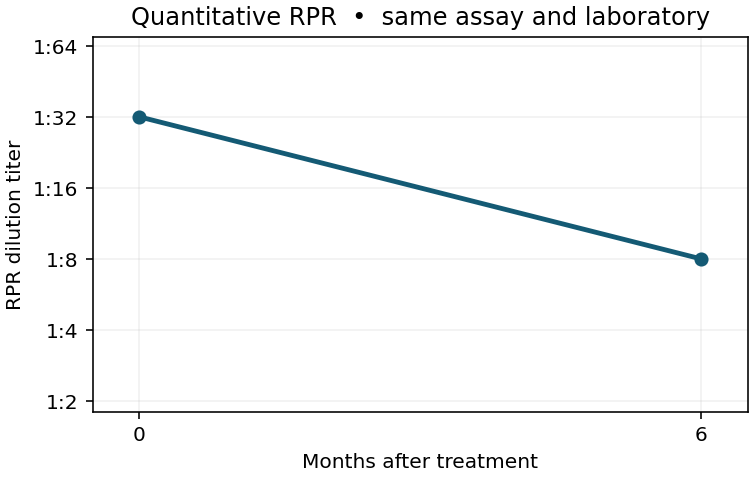 Quantitative RPR • same assay and laboratory
RPR dilution titer
1:64
1:32
1:16
1:8
1:4
1:2
0 6
Months after treatment